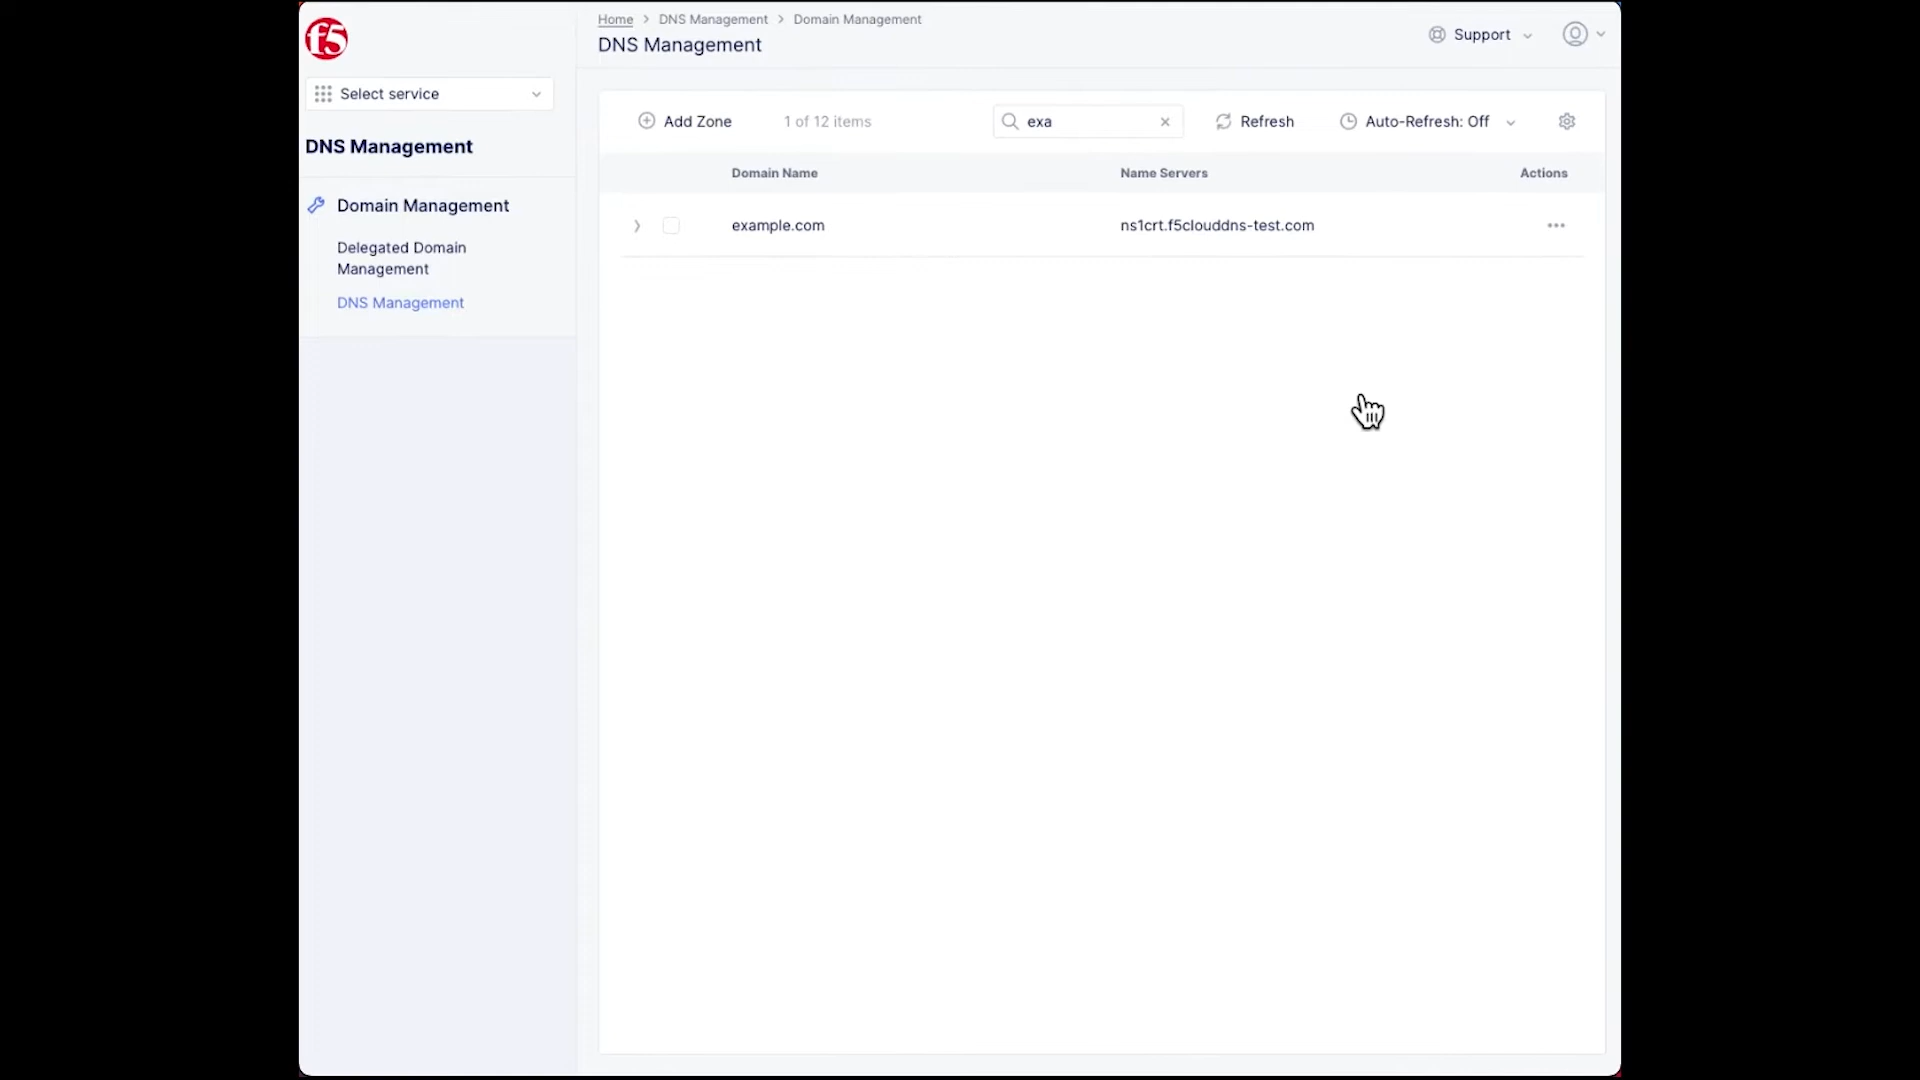 f5
Home > DNS Management > Domain Management
DNS Management
Support
Select service
DNS Management
Domain Management
Delegated Domain
Management
DNS Management
Add Zone
1 of 12 items
exa
Refresh
Auto-Refresh: Off
Domain Name
Name Servers
Actions
example.com
ns1crt.f5clouddns-test.com